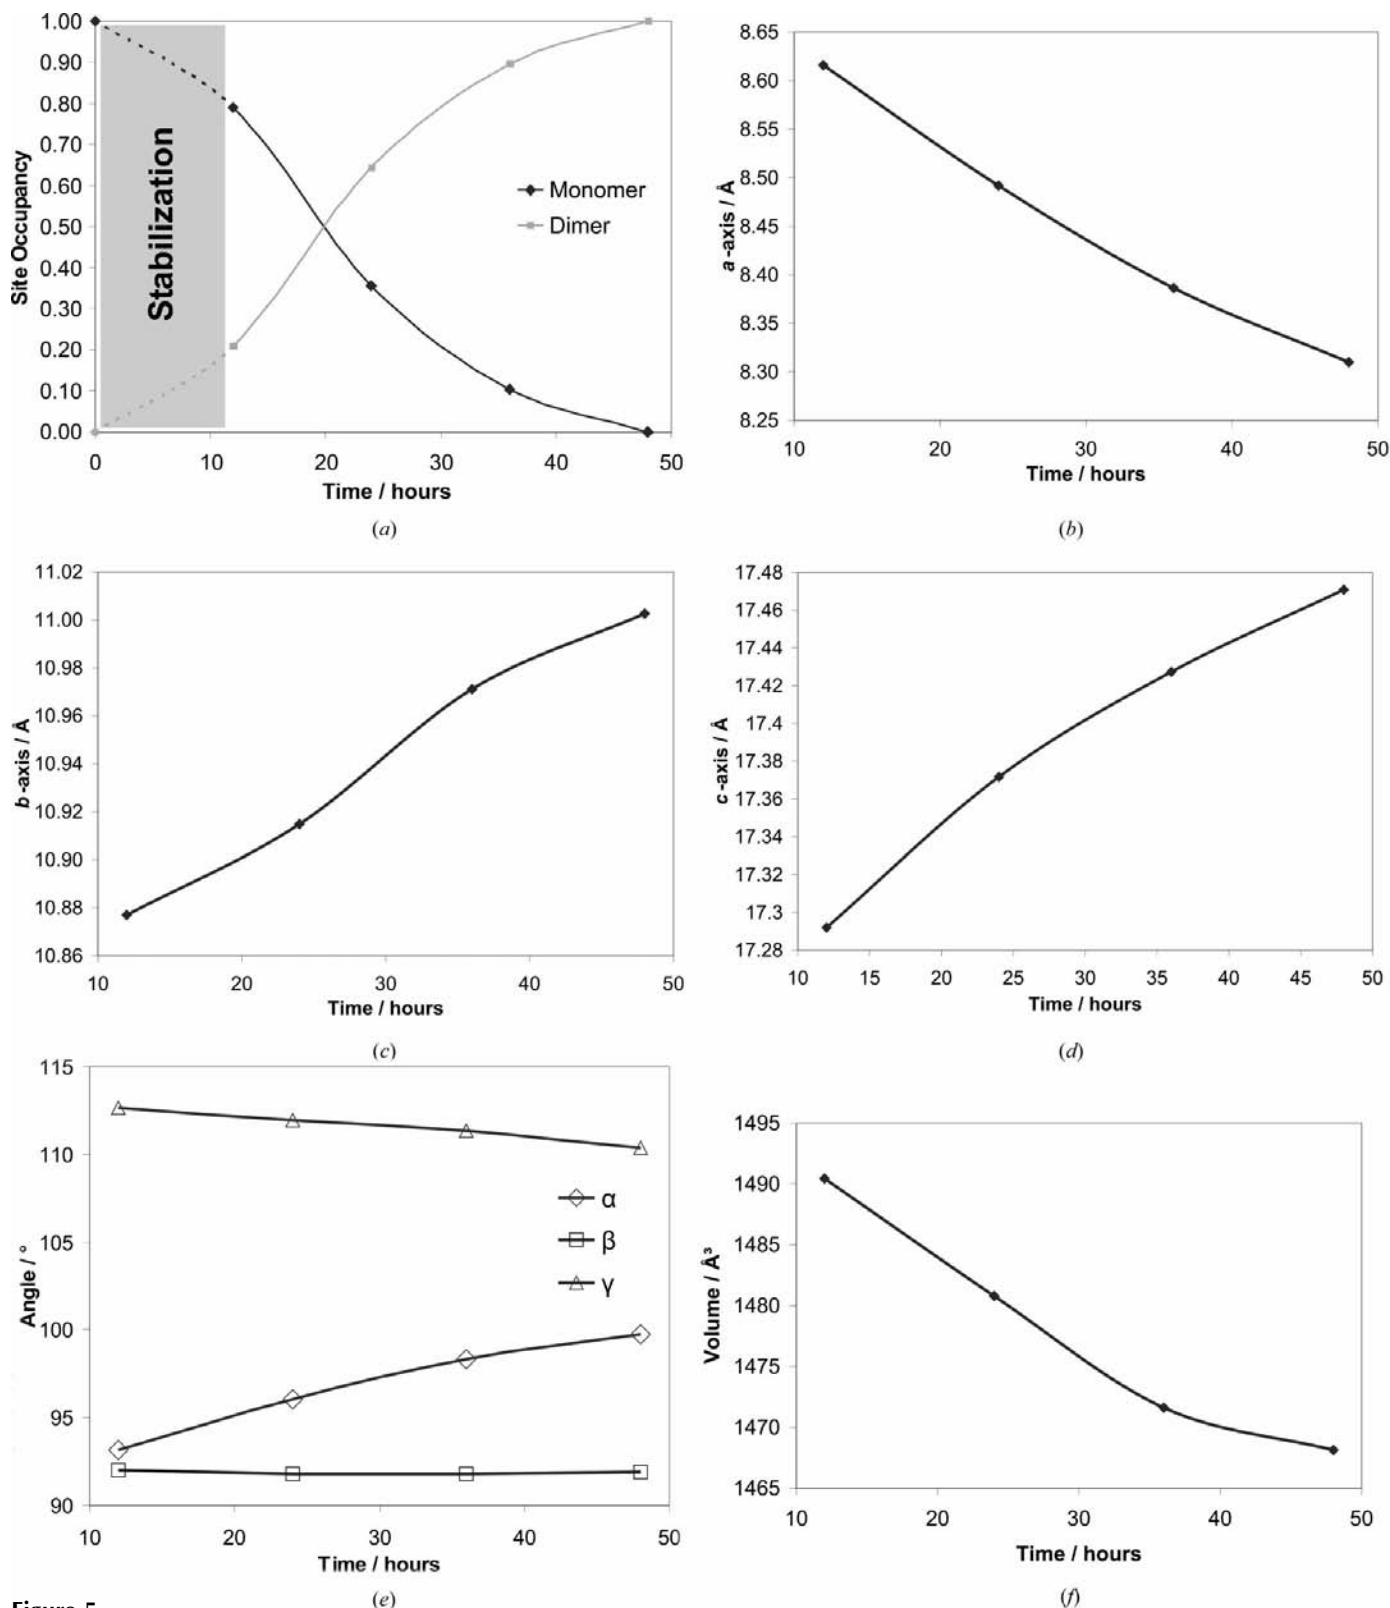 1.00
0.90
0.80
0.70
0.60
0.50
0.40
0.30
0.20
0.10
0.00
Site Occupancy
Stabilization
Monomer
Dimer
0 10 20 30 40 50
Time / hours
(a)
8.65
8.60
8.55
8.50
8.45
8.40
8.35
8.30
8.25
a-axis / Å
10 20 30 40 50
Time / hours
(b)
11.02
11.00
10.98
10.96
10.94
10.92
10.90
10.88
10.86
b-axis / Å
10 20 30 40 50
Time / hours
(c)
17.48
17.46
17.44
17.42
17.4
17.38
17.36
17.34
17.32
17.3
17.28
c-axis / Å
10 15 20 25 30 35 40 45 50
Time / hours
(d)
115
110
105
100
95
90
Angle / °
α
β
γ
10 20 30 40 50
Time / hours
(e)
1495
1490
1485
1480
1475
1470
1465
Volume / Å³
10 20 30 40 50
Time / hours
(f)
Figure 5